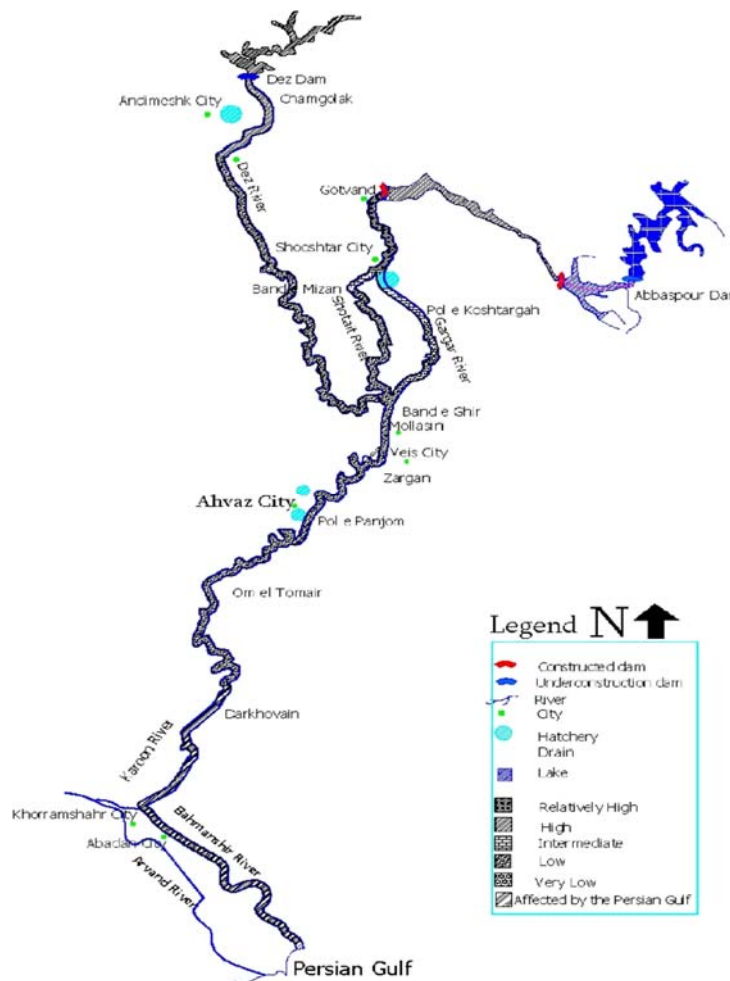 Dez Dam
Chamgolak
Andimeshk City
Dez River
Gotvand
Shooshtar City
Band e Mizan
Shotait River
Pol e Koshtargah
Gargar River
Abbaspour Dam
Band e Ghir
Mollasini
Veis City
Zargan
Ahvaz City
Pol e Panjom
Om el Tomair
Darkhovain
Karoon River
Khorramshahr City
Abadan City
Bahmanshir River
Arvand River
Persian Gulf
Legend N
Constructed dam
Underconstruction dam
River
City
Hatchery
Drain
Lake
Relatively High
High
Intermediate
Low
Very Low
Affected by the Persian Gulf